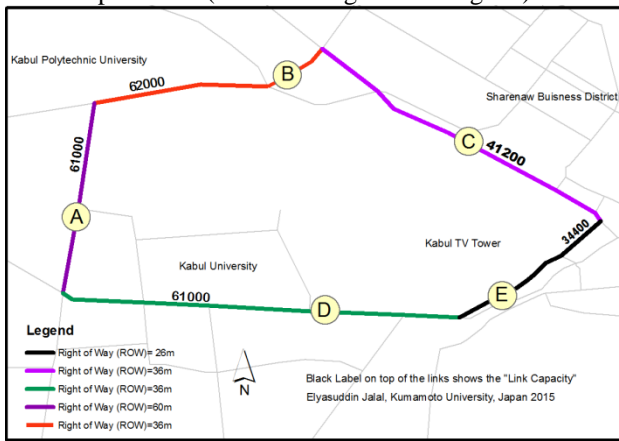 Kabul Polytechnic University
62000
B
Sharenaw Buisness District
C
41200
61000
A
Kabul TV Tower
34400
Kabul University
61000
D
E
Legend
Right of Way (ROW)= 26m
Right of Way (ROW)=36m
Right of Way (ROW)=36m
Right of Way (ROW)=60m
Right of Way (ROW)=36m
N
Black Label on top of the links shows the "Link Capacity"
Elyasuddin Jalal, Kumamoto University, Japan 2015